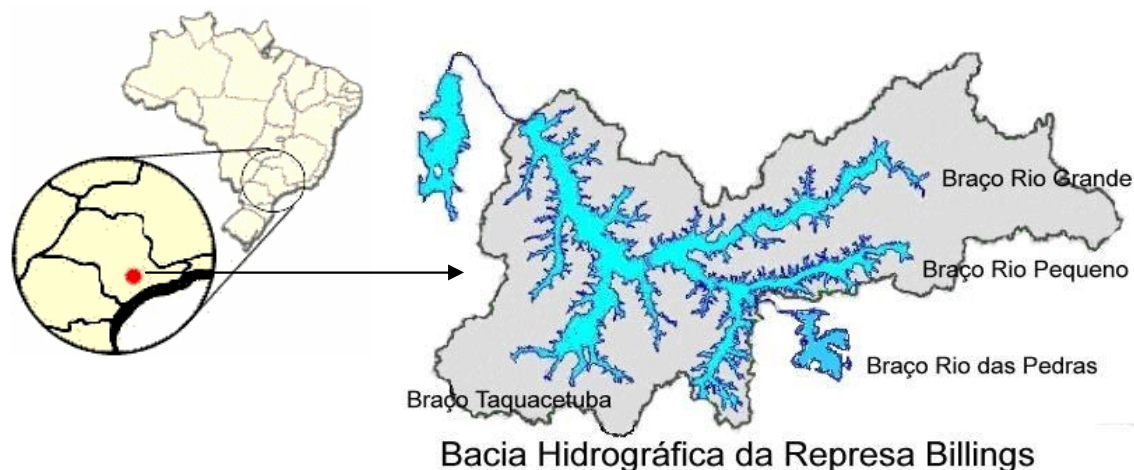 Braço Rio Grande
Braço Rio Pequeno
Braço Rio das Pedras
Braço Taquacetuba
Bacia Hidrográfica da Represa Billings